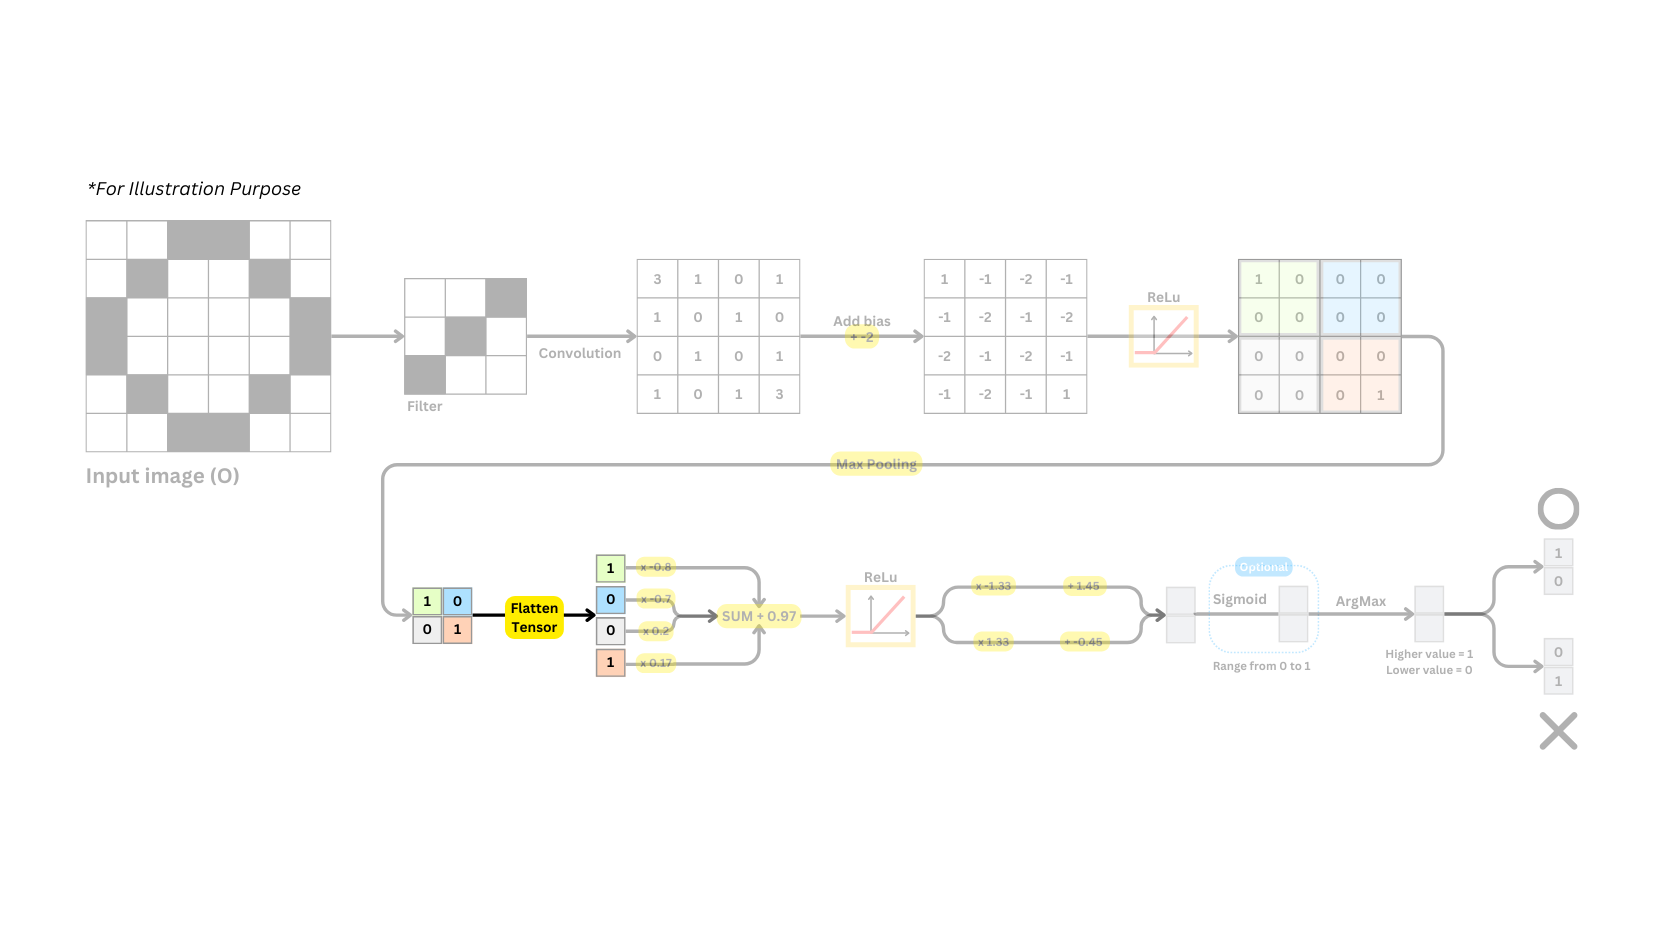 *For Illustration Purpose
Input image (O)
Filter
Convolution
3 1 0 1
1 0 1 0
0 1 0 1
1 0 1 3
Add bias
+ -2
1 -1 -2 -1
-1 -2 -1 -2
-2 -1 -2 -1
-1 -2 -1 1
ReLu
1 0 0 0
0 0 0 0
0 0 0 0
0 0 0 1
Max Pooling
1 0
0 1
Flatten
Tensor
1
0
0
1
x -0.8
x -0.7
x 0.2
x 0.17
SUM + 0.97
ReLu
x -1.33
+ 1.45
x 1.33
+ -0.45
Optional
Sigmoid
Range from 0 to 1
ArgMax
Higher value = 1
Lower value = 0
1
0
0
1